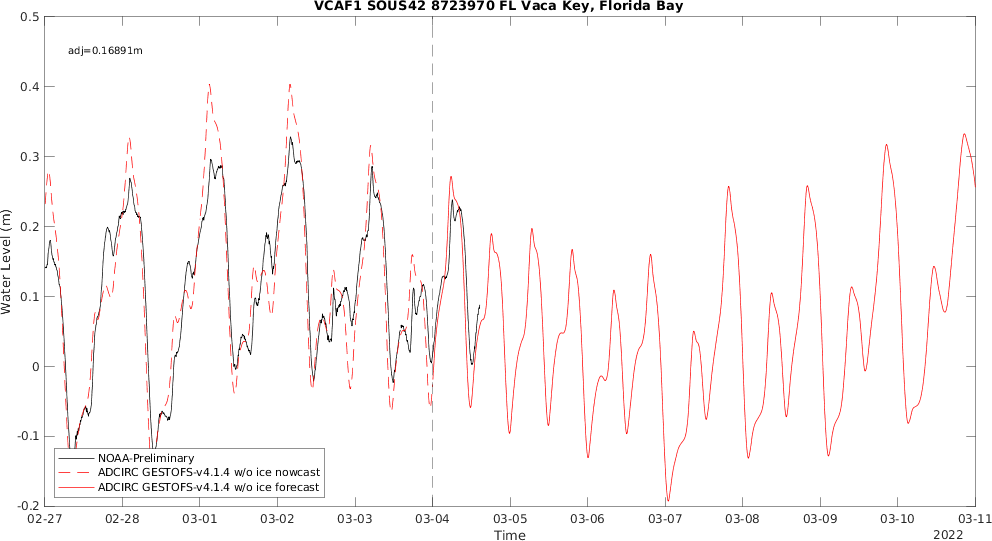 VCAF1 SOUS42 8723970 FL Vaca Key, Florida Bay
adj=0.16891m
0.5
0.4
0.3
0.2
0.1
0
-0.1
-0.2
Water Level (m)
NOAA-Preliminary
ADCIRC GESTOFS-v4.1.4 w/o ice nowcast
ADCIRC GESTOFS-v4.1.4 w/o ice forecast
02-27 02-28 03-01 03-02 03-03 03-04 03-05 03-06 03-07 03-08 03-09 03-10 03-11
Time
2022